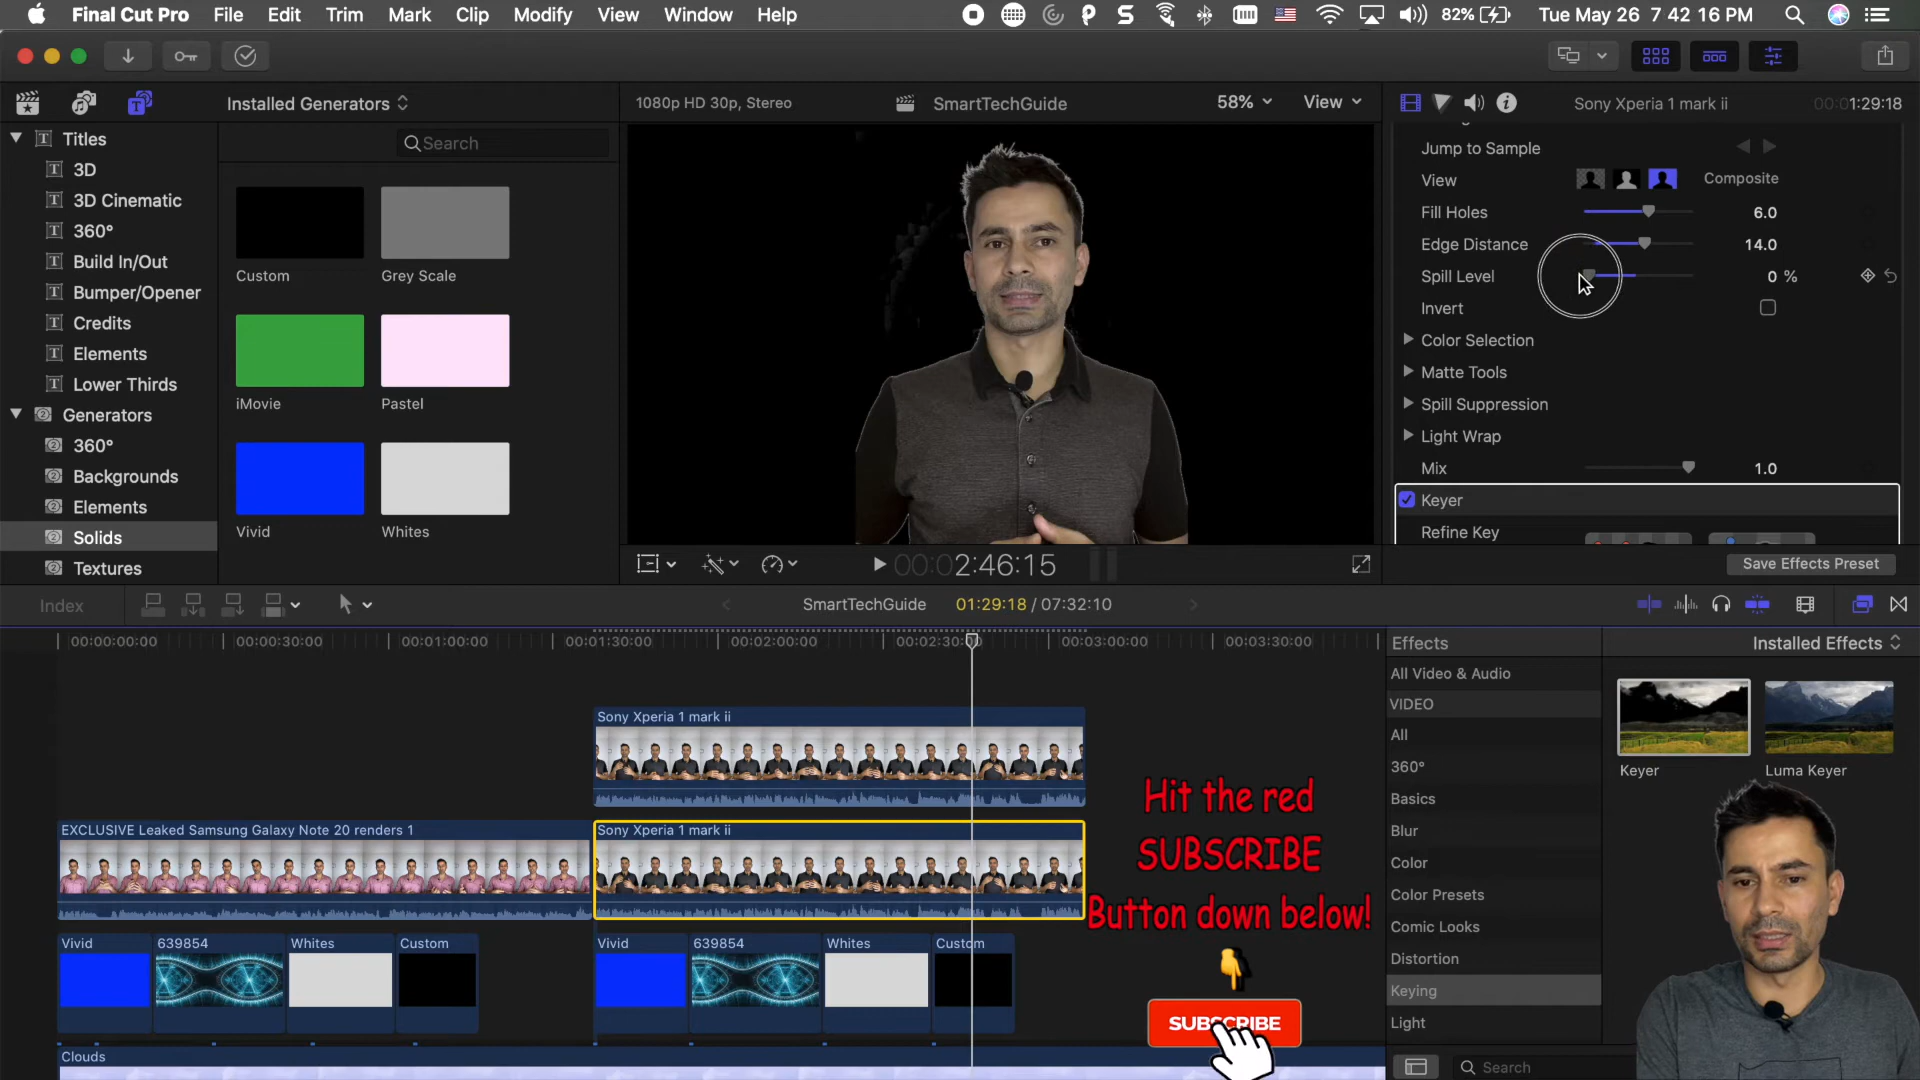 Final Cut Pro File Edit Trim Mark Clip Modify View Window Help 82% Tue May 26 7 42 16 PM
Installed Generators
1080p HD 30p, Stereo SmartTechGuide 58% View
Sony Xperia 1 mark ii 00:01:29:18
Search
Titles
3D
3D Cinematic
360°
Build In/Out
Bumper/Opener
Credits
Elements
Lower Thirds
Generators
360°
Backgrounds
Elements
Solids
Textures
Custom Grey Scale
iMovie Pastel
Vivid Whites
Jump to Sample
View Composite
Fill Holes 6.0
Edge Distance 14.0
Spill Level 0 %
Invert
Color Selection
Matte Tools
Spill Suppression
Light Wrap
Mix 1.0
Keyer
Refine Key
Save Effects Preset
00:02:46:15
Index SmartTechGuide 01:29:18 / 07:32:10
00:00:00:00 00:00:30:00 00:01:00:00 00:01:30:00 00:02:00:00 00:02:30:00 00:03:00:00 00:03:30:00
Sony Xperia 1 mark ii
EXCLUSIVE Leaked Samsung Galaxy Note 20 renders 1 Sony Xperia 1 mark ii
Vivid 639854 Whites Custom Vivid 639854 Whites Custom
Clouds
Hit the red
SUBSCRIBE
Button down below!
SUBSCRIBE
Effects Installed Effects
All Video & Audio
VIDEO
All
360°
Basics
Blur
Color
Color Presets
Comic Looks
Distortion
Keying
Light
Keyer Luma Keyer
Search